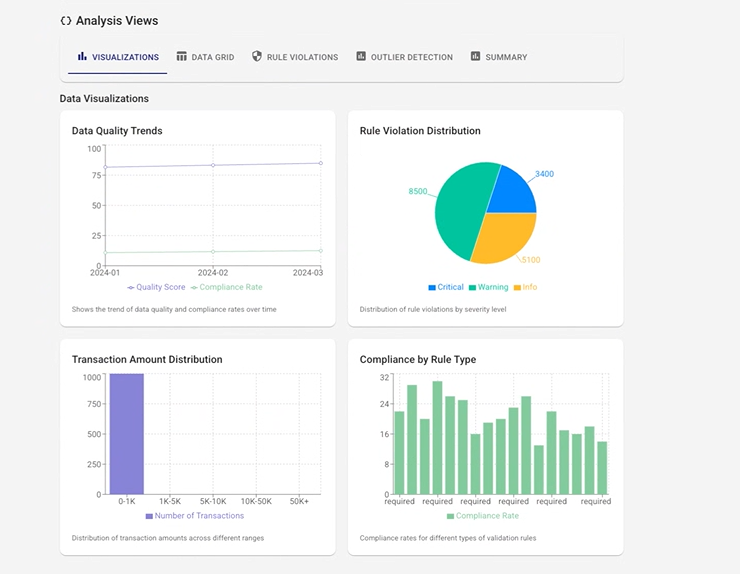 Analysis Views
VISUALIZATIONS DATA GRID RULE VIOLATIONS OUTLIER DETECTION SUMMARY
Data Visualizations
Data Quality Trends
100
75
50
25
0
2024-01 2024-02 2024-03
Quality Score Compliance Rate
Shows the trend of data quality and compliance rates over time
Rule Violation Distribution
3400
8500
5100
Critical Warning Info
Distribution of rule violations by severity level
Transaction Amount Distribution
1000
750
500
250
0
0-1K 1K-5K 5K-10K 10K-50K 50K+
Number of Transactions
Distribution of transaction amounts across different ranges
Compliance by Rule Type
32
24
16
8
0
required required required required required required
Compliance Rate
Compliance rates for different types of validation rules